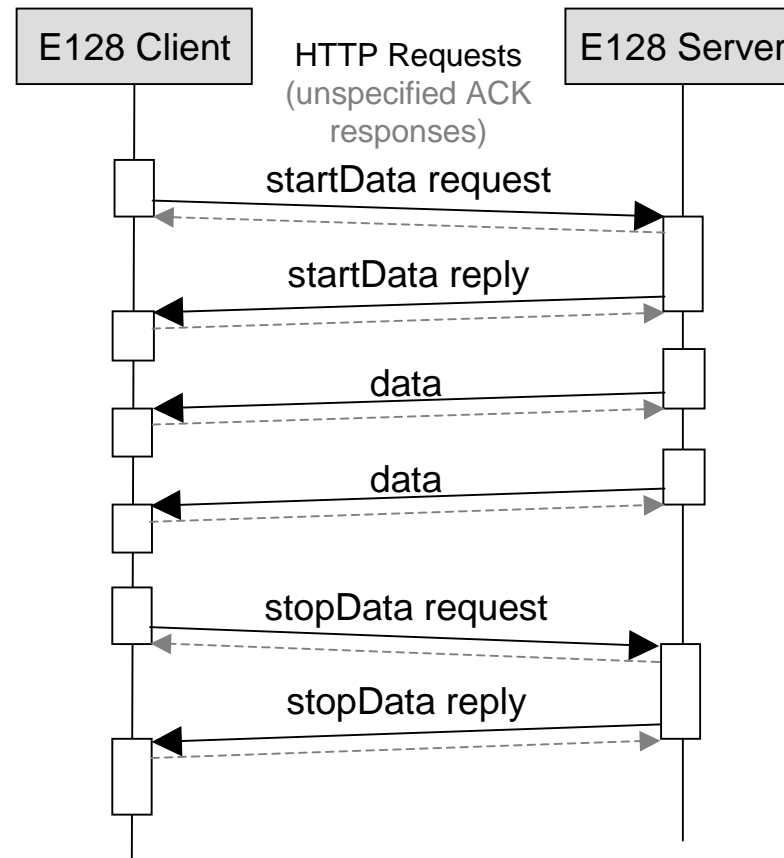 E128 Client
HTTP Requests
(unspecified ACK
responses)
E128 Server
startData request
startData reply
data
data
stopData request
stopData reply